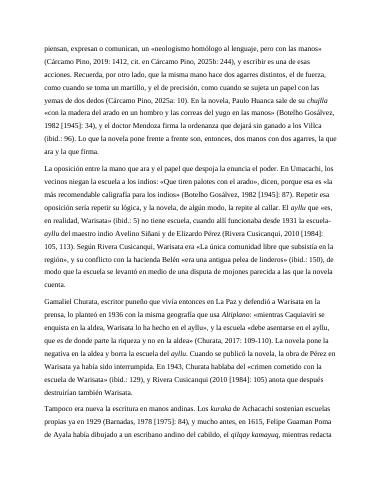 piensan, expresan o comunican, un «neologismo homólogo al lenguaje, pero con las manos»
(Cárcamo Pino, 2019: 1412, cit. en Cárcamo Pino, 2025b: 244), y escribir es una de esas
acciones. Recuerda, por otro lado, que la misma mano hace dos agarres distintos, el de fuerza,
como cuando se toma un martillo, y el de precisión, como cuando se sujeta un papel con las
yemas de dos dedos (Cárcamo Pino, 2025a: 10). En la novela, Paulo Huanca sale de su chujlla
«con la madera del arado en un hombro y las correas del yugo en las manos» (Botelho Gosálvez,
1982 [1945]: 34), y el doctor Mendoza firma la ordenanza que dejará sin ganado a los Villca
(ibid.: 96). Lo que la novela pone frente a frente son, entonces, dos manos con dos agarres, la que
ara y la que firma.
La oposición entre la mano que ara y el papel que despoja la enuncia el poder. En Umacachi, los
vecinos niegan la escuela a los indios: «Que tiren palotes con el arado», dicen, porque esa es «la
más recomendable caligrafía para los indios» (Botelho Gosálvez, 1982 [1945]: 87). Repetir esa
oposición sería repetir su lógica, y la novela, de algún modo, la repite al callar. El ayllu que «es,
en realidad, Warisata» (ibid.: 5) no tiene escuela, cuando allí funcionaba desde 1931 la escuela-
ayllu del maestro indio Avelino Siñani y de Elizardo Pérez (Rivera Cusicanqui, 2010 [1984]:
105, 113). Según Rivera Cusicanqui, Warisata era «La única comunidad libre que subsistía en la
región», y su conflicto con la hacienda Belén «era una antigua pelea de linderos» (ibid.: 150), de
modo que la escuela se levantó en medio de una disputa de mojones parecida a las que la novela
cuenta.
Gamaliel Churata, escritor puneño que vivía entonces en La Paz y defendió a Warisata en la
prensa, lo planteó en 1936 con la misma geografía que usa Altiplano: «mientras Caquiaviri se
enquista en la aldea, Warisata lo ha hecho en el ayllu», y la escuela «debe asentarse en el ayllu,
que es de donde parte la riqueza y no en la aldea» (Churata, 2017: 109-110). La novela pone la
negativa en la aldea y borra la escuela del ayllu. Cuando se publicó la novela, la obra de Pérez en
Warisata ya había sido interrumpida. En 1943, Churata hablaba del «crimen cometido con la
escuela de Warisata» (ibid.: 129), y Rivera Cusicanqui (2010 [1984]: 105) anota que después
destruirían también Warisata.
Tampoco era nueva la escritura en manos andinas. Los kuraka de Achacachi sostenían escuelas
propias ya en 1929 (Barnadas, 1978 [1975]: 84), y mucho antes, en 1615, Felipe Guaman Poma
de Ayala había dibujado a un escribano andino del cabildo, el qilqay kamayuq, mientras redacta